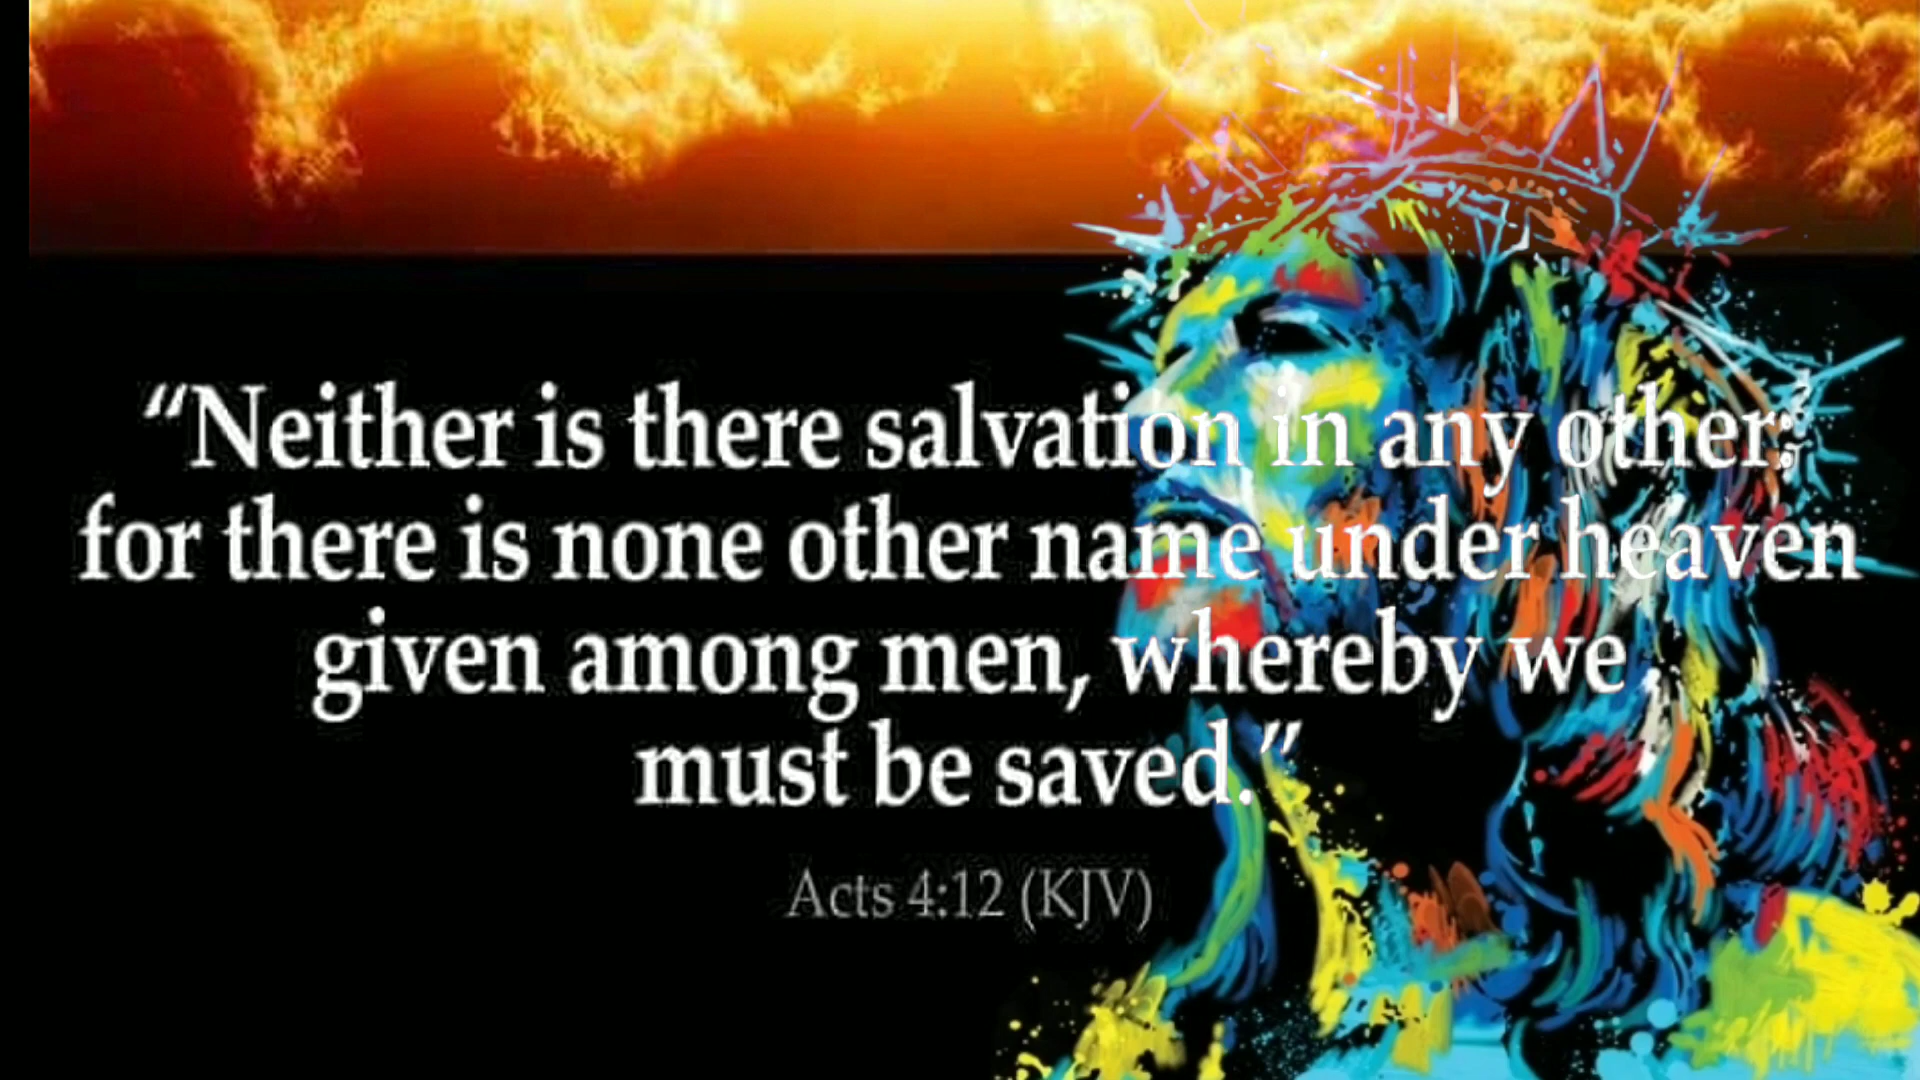 “Neither is there salvation in any other:
for there is none other name under heaven
given among men, whereby we
must be saved.”
Acts 4:12 (KJV)